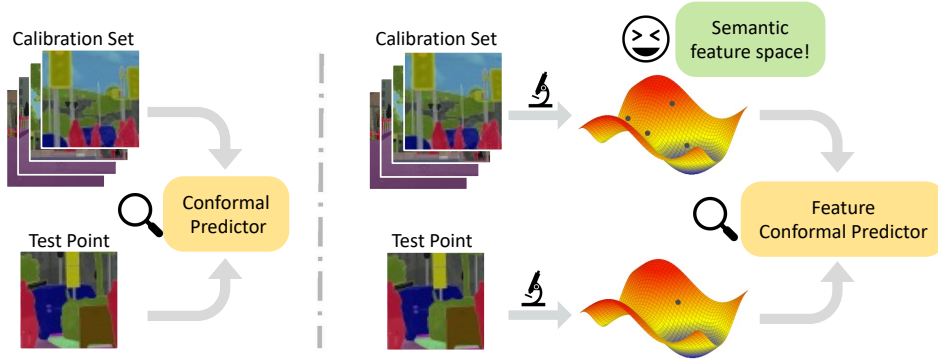 Calibration Set
Conformal
Predictor
Test Point
Calibration Set
Semantic
feature space!
Feature
Conformal Predictor
Test Point